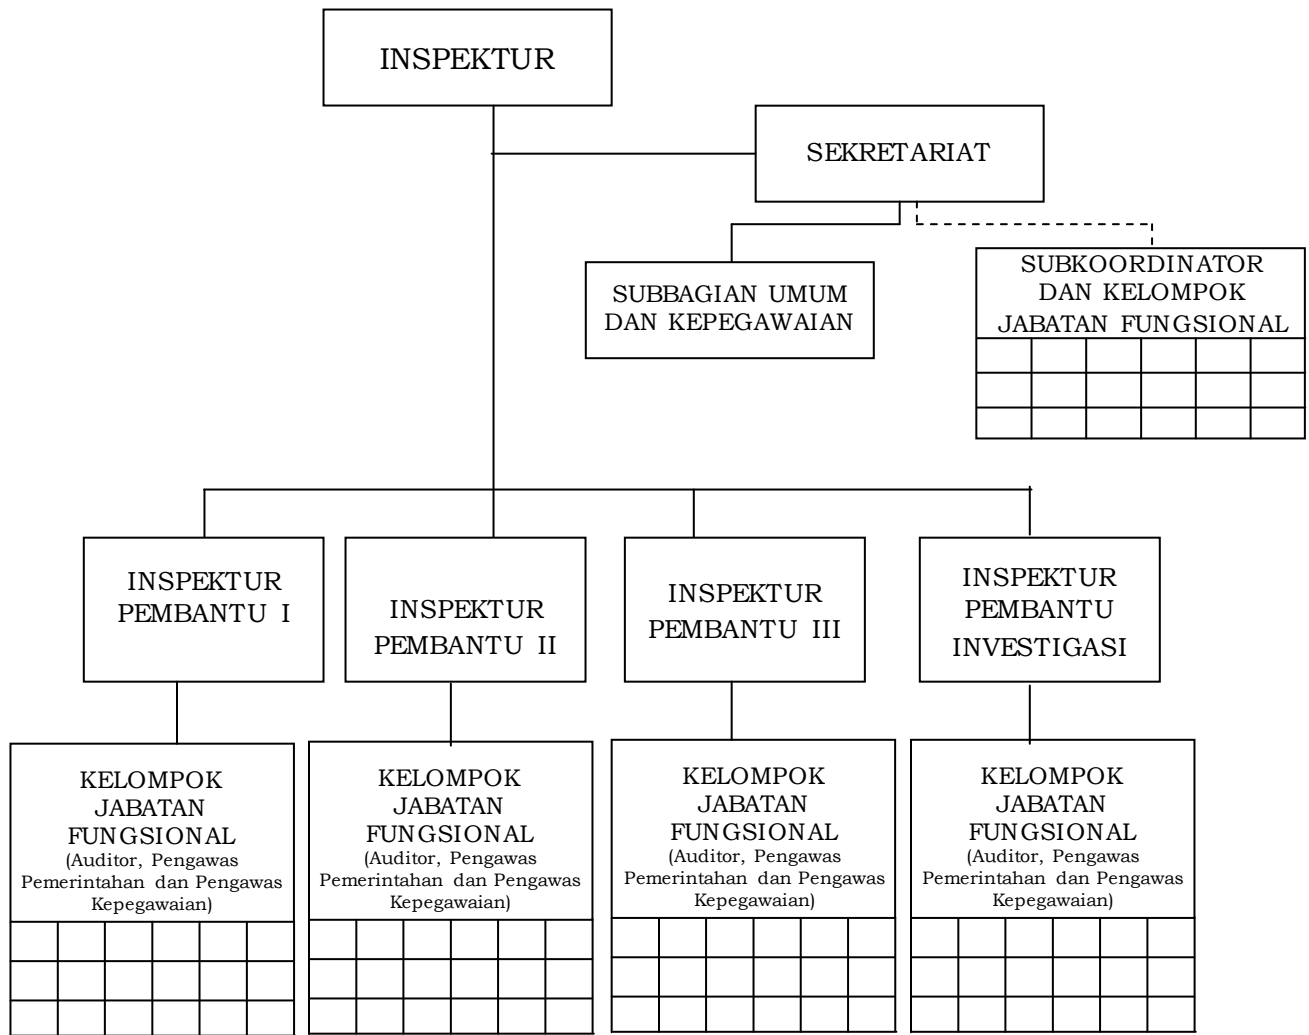 INSPEKTUR
SEKRETARIAT
SUBBAGIAN UMUM
DAN KEPEGAWAIAN
SUBKOORDINATOR
DAN KELOMPOK
JABATAN FUNGSIONAL
INSPEKTUR
PEMBANTU I
INSPEKTUR
PEMBANTU II
INSPEKTUR
PEMBANTU III
INSPEKTUR
PEMBANTU
INVESTIGASI
KELOMPOK
JABATAN
FUNGSIONAL
(Auditor, Pengawas
Pemerintahan dan Pengawas
Kepegawaian)
KELOMPOK
JABATAN
FUNGSIONAL
(Auditor, Pengawas
Pemerintahan dan Pengawas
Kepegawaian)
KELOMPOK
JABATAN
FUNGSIONAL
(Auditor, Pengawas
Pemerintahan dan Pengawas
Kepegawaian)
KELOMPOK
JABATAN
FUNGSIONAL
(Auditor, Pengawas
Pemerintahan dan Pengawas
Kepegawaian)